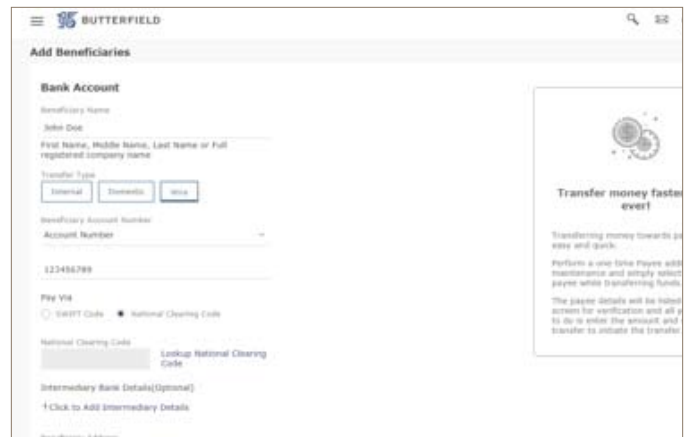 BUTTERFIELD
Add Beneficiaries
Bank Account
Beneficiary Name
John Doe
First Name, Middle Name, Last Name or Full
registered company name
Transfer Type
Internal
Domestic
Wire
Beneficiary Account Number
Account Number
123456789
Pay Via
SWIFT Code
National Clearing Code
National Clearing Code
Lookup National Clearing
Code
Intermediary Bank Details(Optional)
+Click to Add Intermediary Details
Beneficiary Address
Transfer money faster
ever!
Transferring money towards pa
easy and quick.
Perform a one time Payee addi
maintenance and simply select
payee while transferring funds.
The payee details will be listed
screen for verification and all y
to do is enter the amount and
transfer to initiate the transfer.